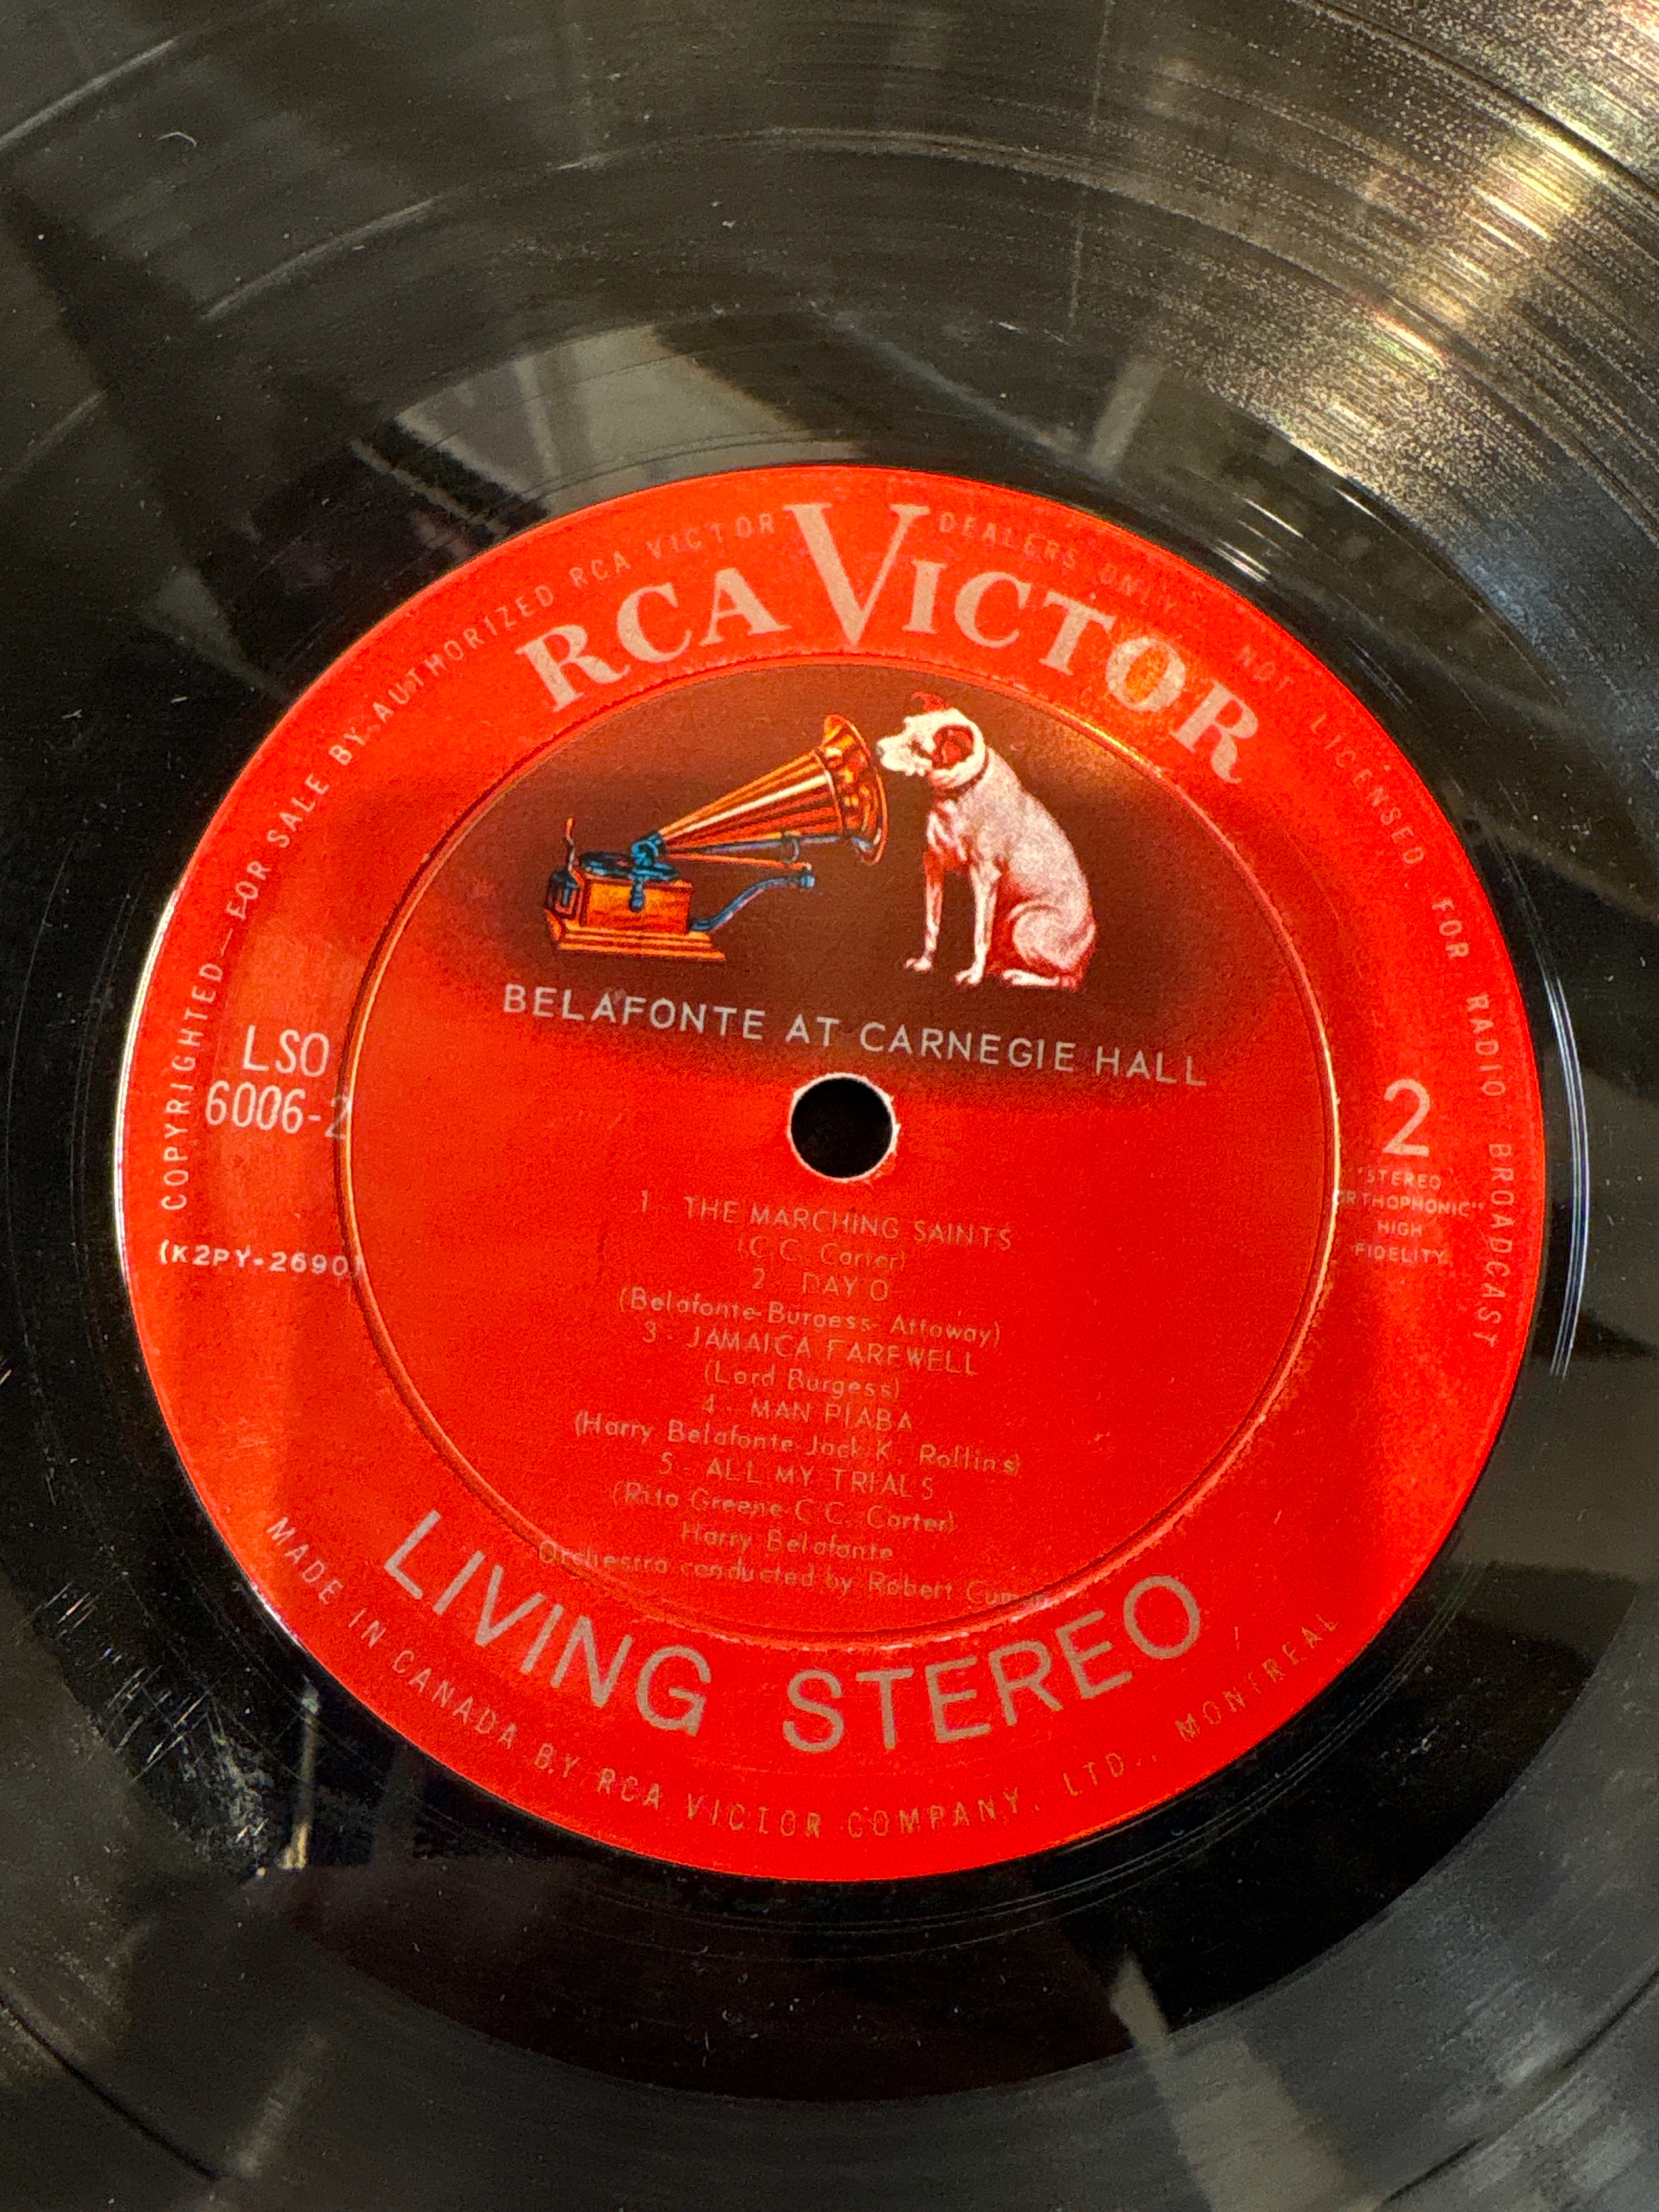 COPYRIGHTED—FOR SALE BY AUTHORIZED RCA VICTOR DEALERS ONLY. NOT LICENSED FOR RADIO BROADCAST
RCA VICTOR
BELAFONTE AT CARNEGIE HALL
LSO
6006-2
(K2PY-2690)
2
"STEREO
ORTHOPHONIC"
HIGH
FIDELITY
1 THE MARCHING SAINTS
(C. C. Carter)
2 DAY O
(Belafonte-Burgess-Attaway)
3 - JAMAICA FAREWELL
(Lord Burgess)
4 - MAN PIABA
(Harry Belafonte-Jack K. Rollins)
5 - ALL MY TRIALS
(Rita Greene-C. C. Carter)
Harry Belafonte
Orchestra conducted by Robert
LIVING STEREO
MADE IN CANADA BY RCA VICTOR COMPANY, LTD., MONTREAL